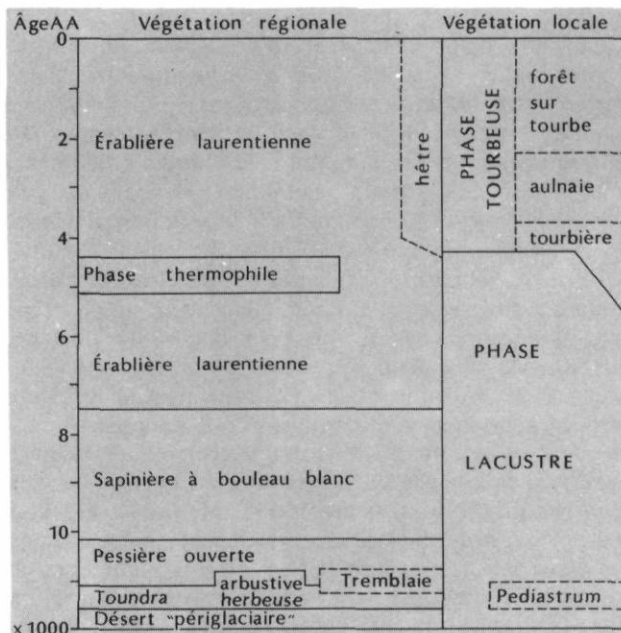 ÂgeAA Végétation régionale Végétation locale
0
forêt
sur
tourbe
PHASE
TOURBEUSE
hêtre
2
Érablière laurentienne
aulnaie
4
tourbière
Phase thermophile
6
Érablière laurentienne
PHASE
8
Sapinière à bouleau blanc
LACUSTRE
10
Pessière ouverte
arbustive
Tremblaie
Toundra herbeuse
Pediastrum
Désert "périglaciaire"
x1000